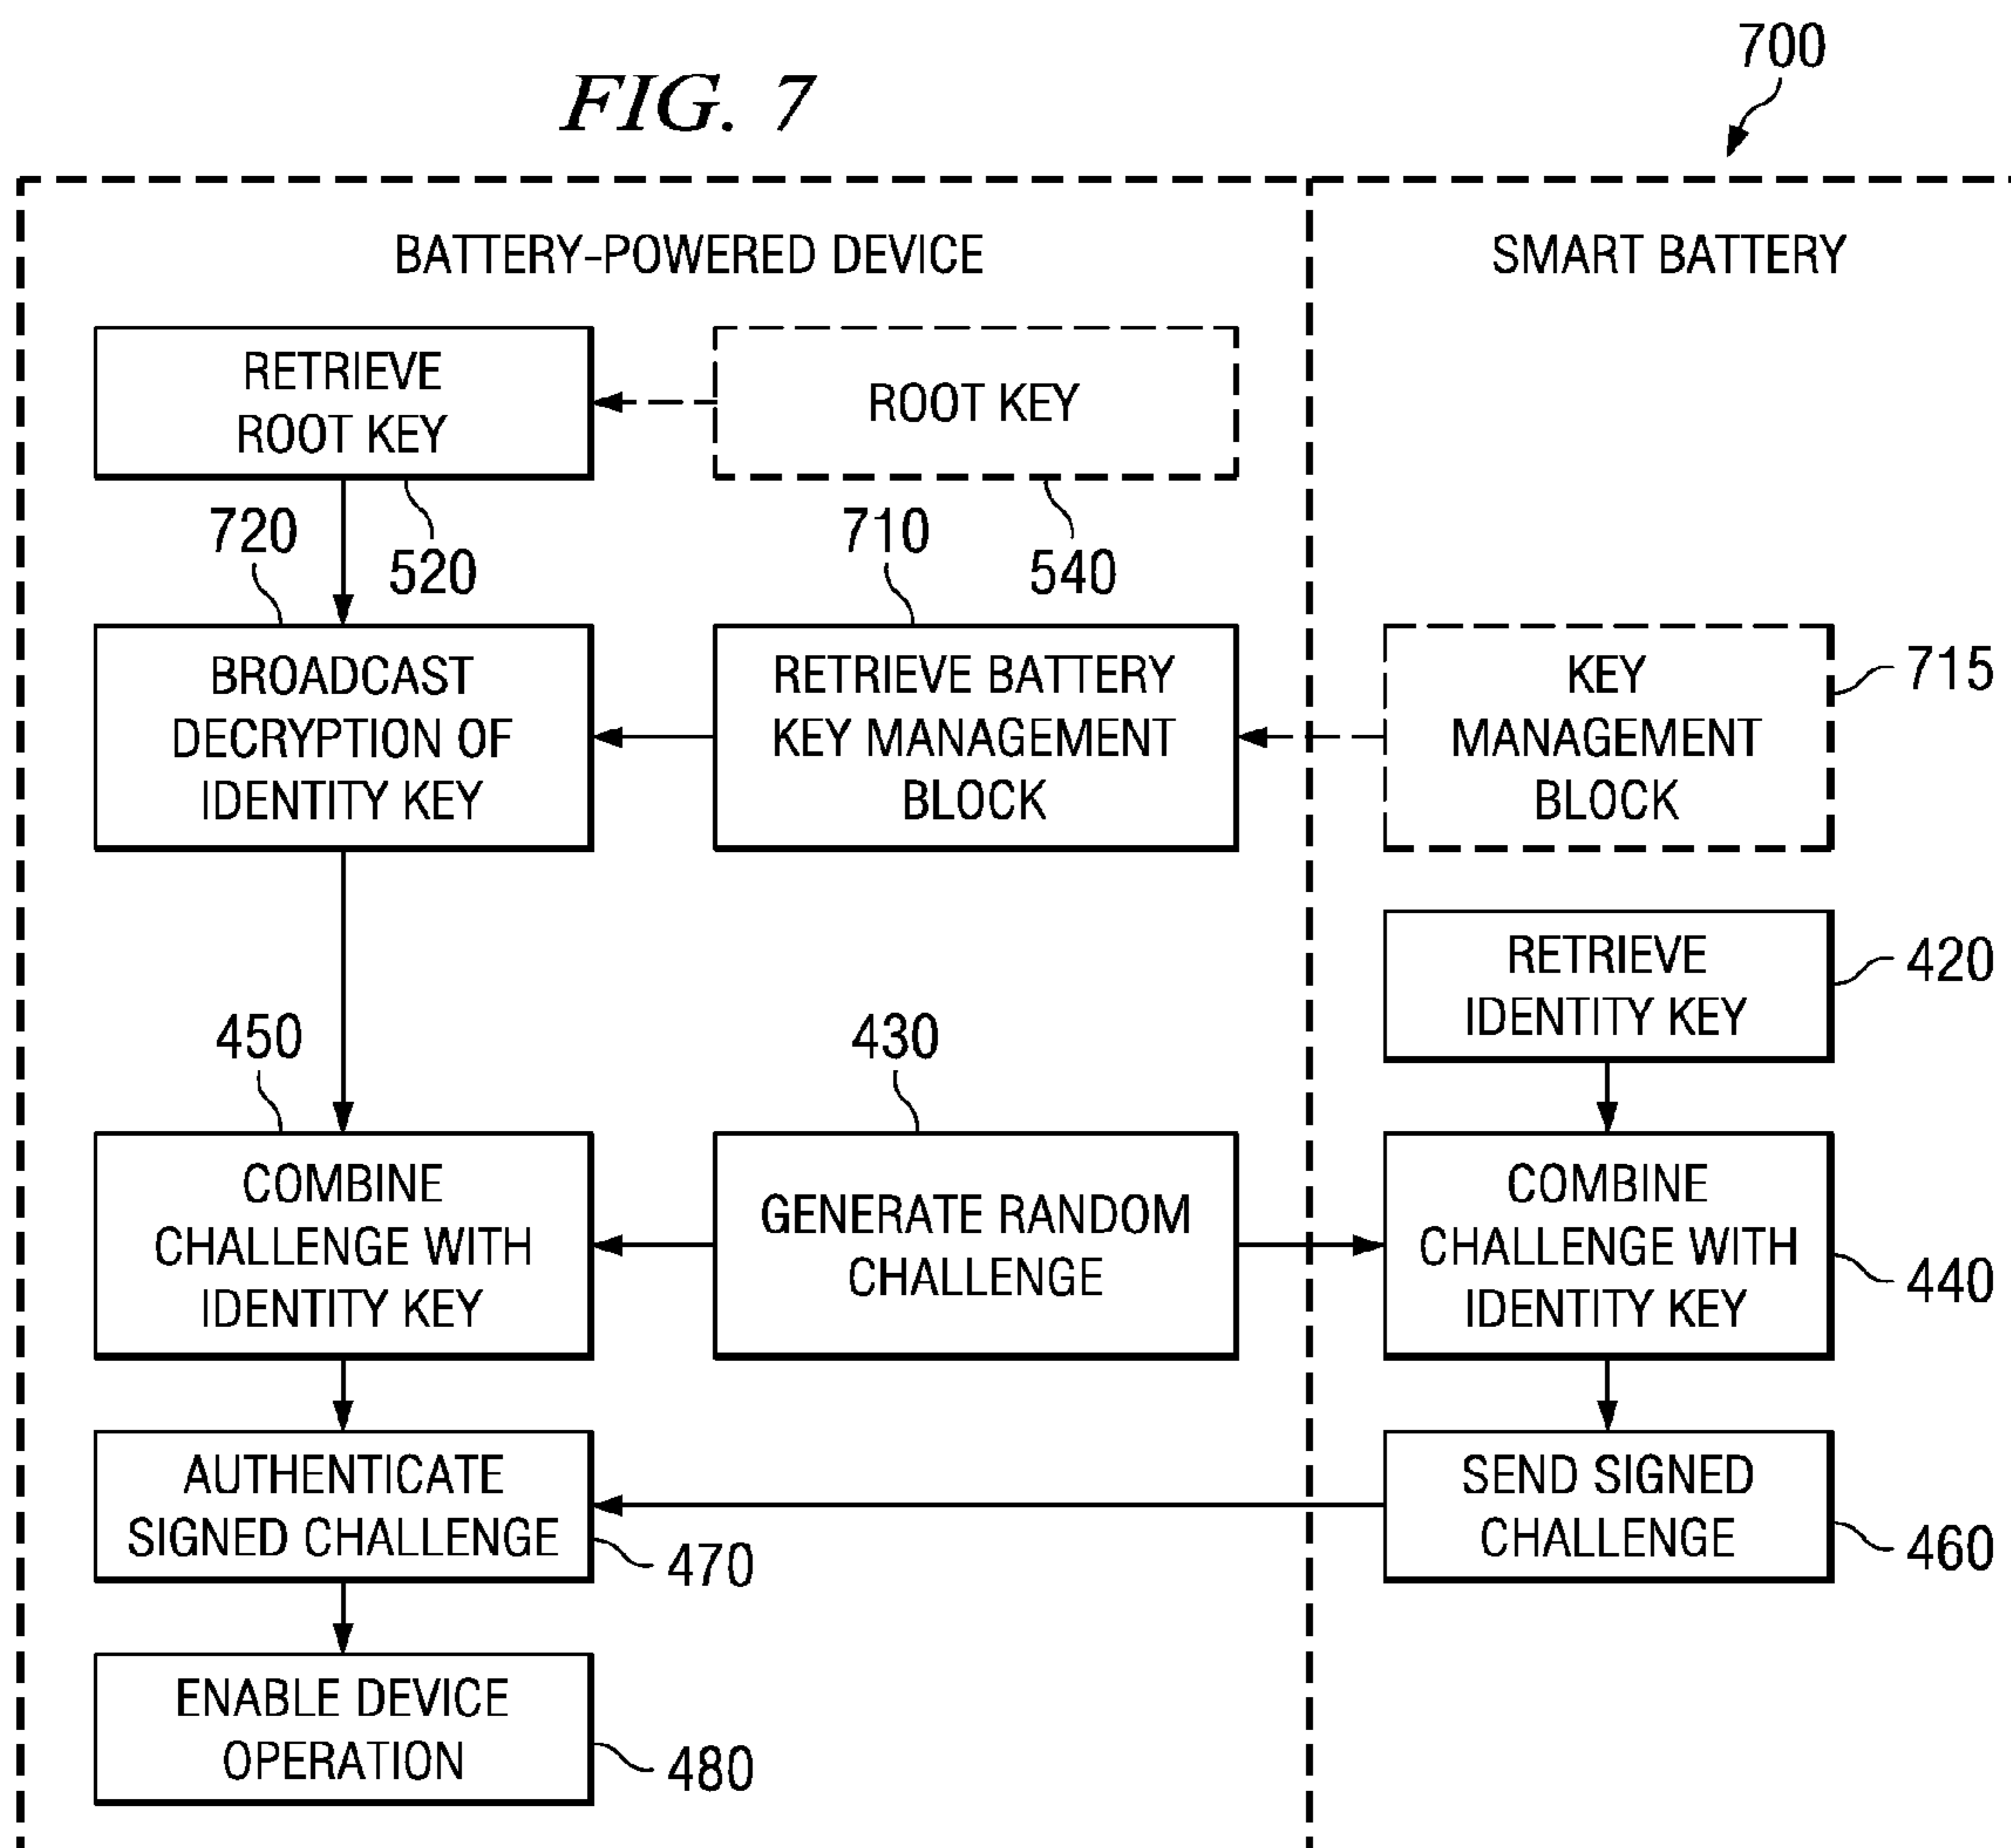 700
FIG. 7
BATTERY-POWERED DEVICE
SMART BATTERY
RETRIEVE
ROOT KEY
ROOT KEY
720
520
710
540
BROADCAST
DECRYPTION OF
IDENTITY KEY
RETRIEVE BATTERY
KEY MANAGEMENT
BLOCK
KEY
MANAGEMENT
BLOCK
715
RETRIEVE
IDENTITY KEY
420
450
430
COMBINE
CHALLENGE WITH
IDENTITY KEY
GENERATE RANDOM
CHALLENGE
COMBINE
CHALLENGE WITH
IDENTITY KEY
440
AUTHENTICATE
SIGNED CHALLENGE
470
SEND SIGNED
CHALLENGE
460
ENABLE DEVICE
OPERATION
480